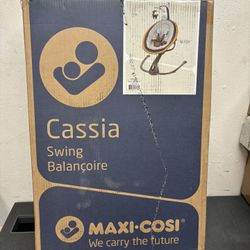 Cassia
Swing
Balançoire
MAXI-COSI®
We carry the future